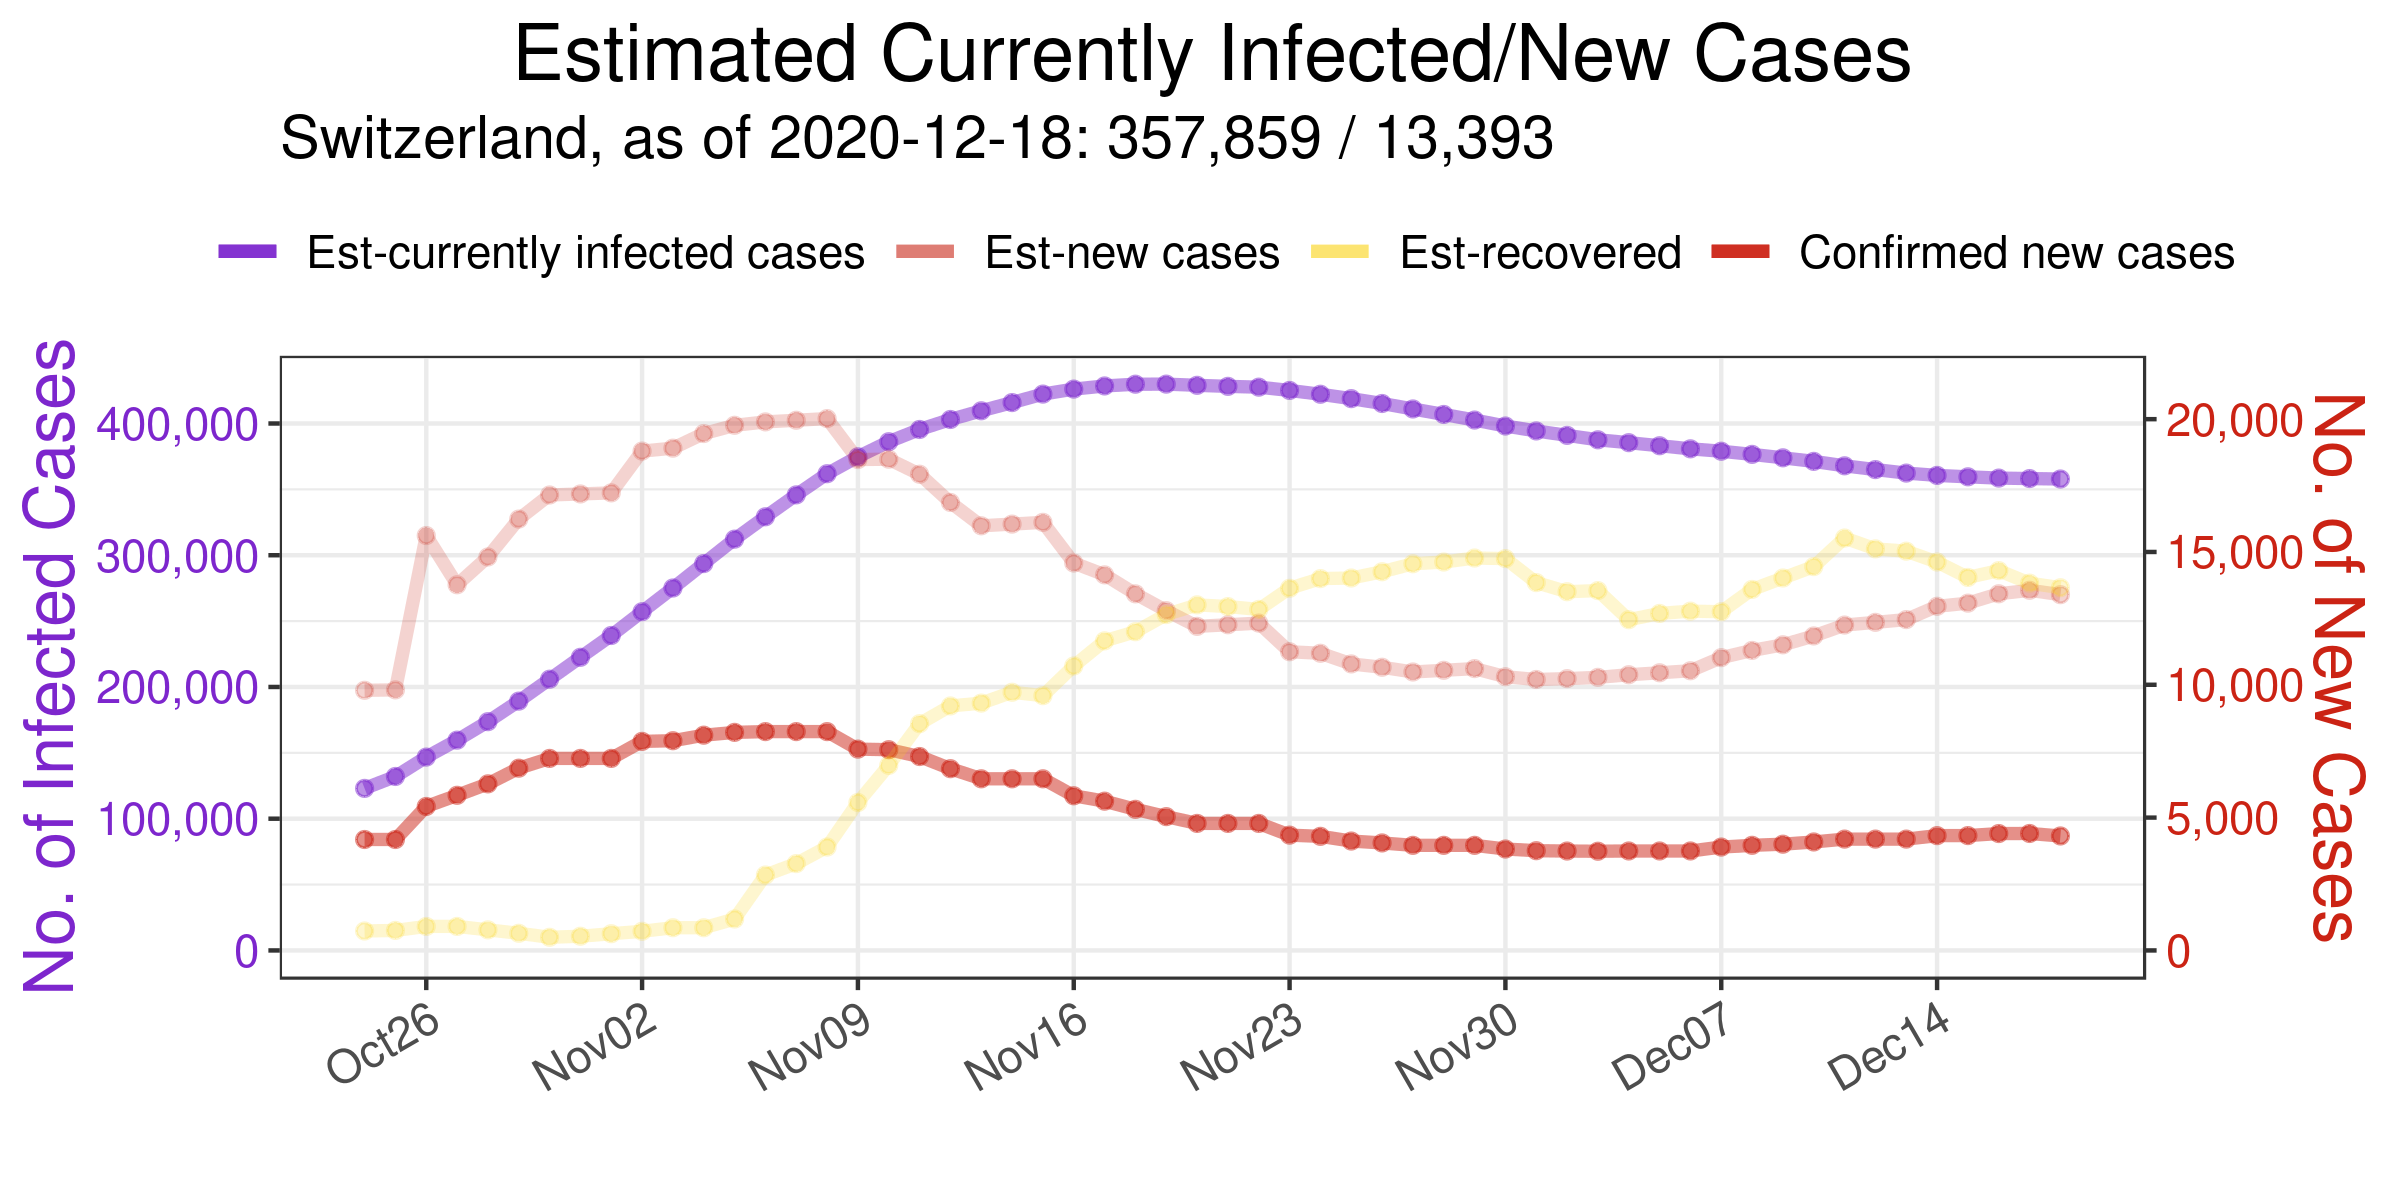 Estimated Currently Infected/New Cases
Switzerland, as of 2020-12-18: 357,859 / 13,393
Est-currently infected cases Est-new cases Est-recovered Confirmed new cases
No. of Infected Cases
400,000
300,000
200,000
100,000
0
20,000
15,000
10,000
5,000
0
No. of New Cases
Oct26 Nov02 Nov09 Nov16 Nov23 Nov30 Dec07 Dec14